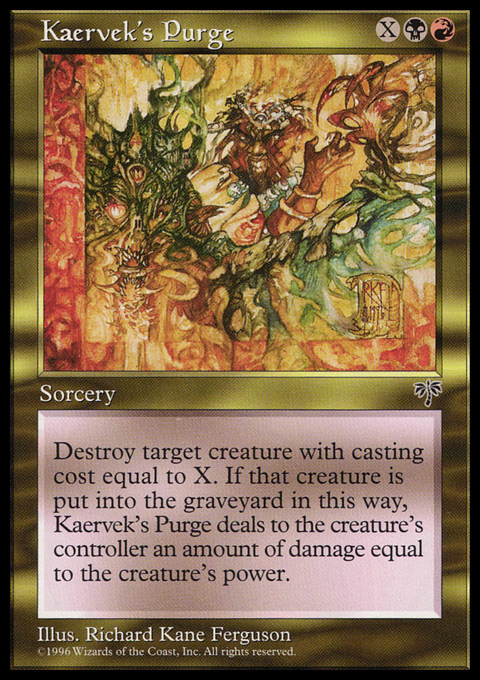 Kaervek's Purge X
Sorcery
Destroy target creature with casting
cost equal to X. If that creature is
put into the graveyard in this way,
Kaervek's Purge deals to the creature's
controller an amount of damage equal
to the creature's power.
Illus. Richard Kane Ferguson
©1996 Wizards of the Coast, Inc. All rights reserved.